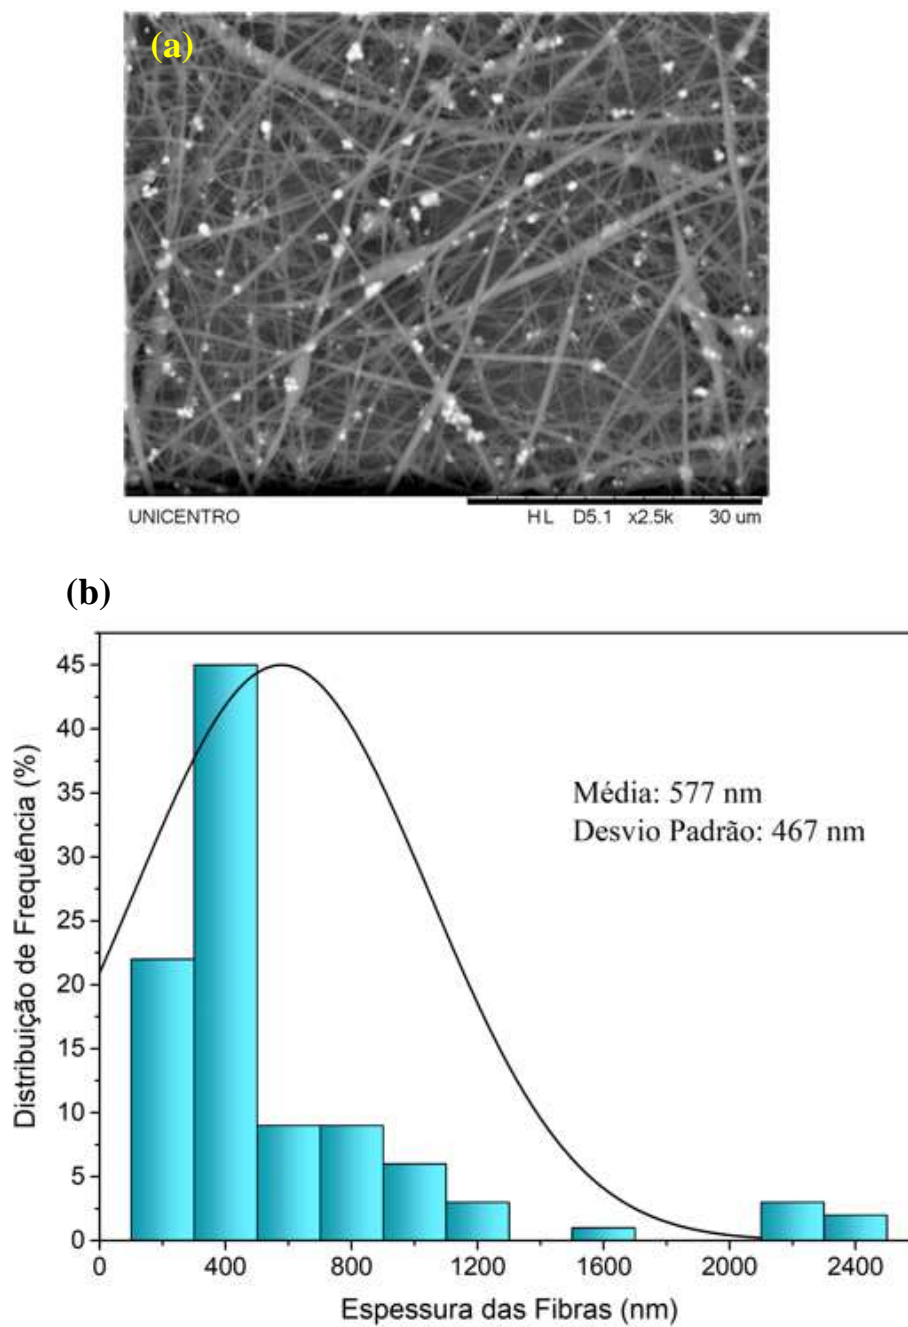 (a)
UNICENTRO HL D5.1 x2.5k 30 um
(b)
Distribuição de Frequência (%)
45
40
35
30
25
20
15
10
5
0
Média: 577 nm
Desvio Padrão: 467 nm
0 400 800 1200 1600 2000 2400
Espessura das Fibras (nm)